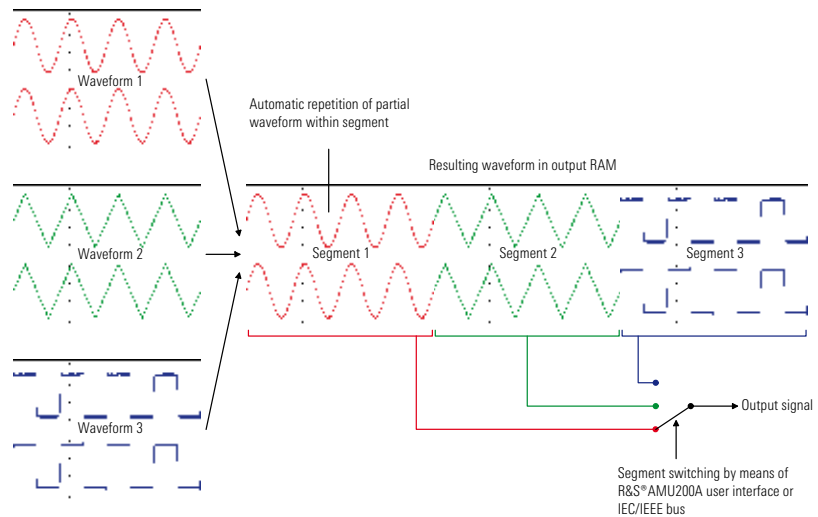 Waveform 1
Automatic repetition of partial
waveform within segment
Resulting waveform in output RAM
Waveform 2
Segment 1
Segment 2
Segment 3
Waveform 3
Output signal
Segment switching by means of
R&S®AMU200A user interface or
IEC/IEEE bus